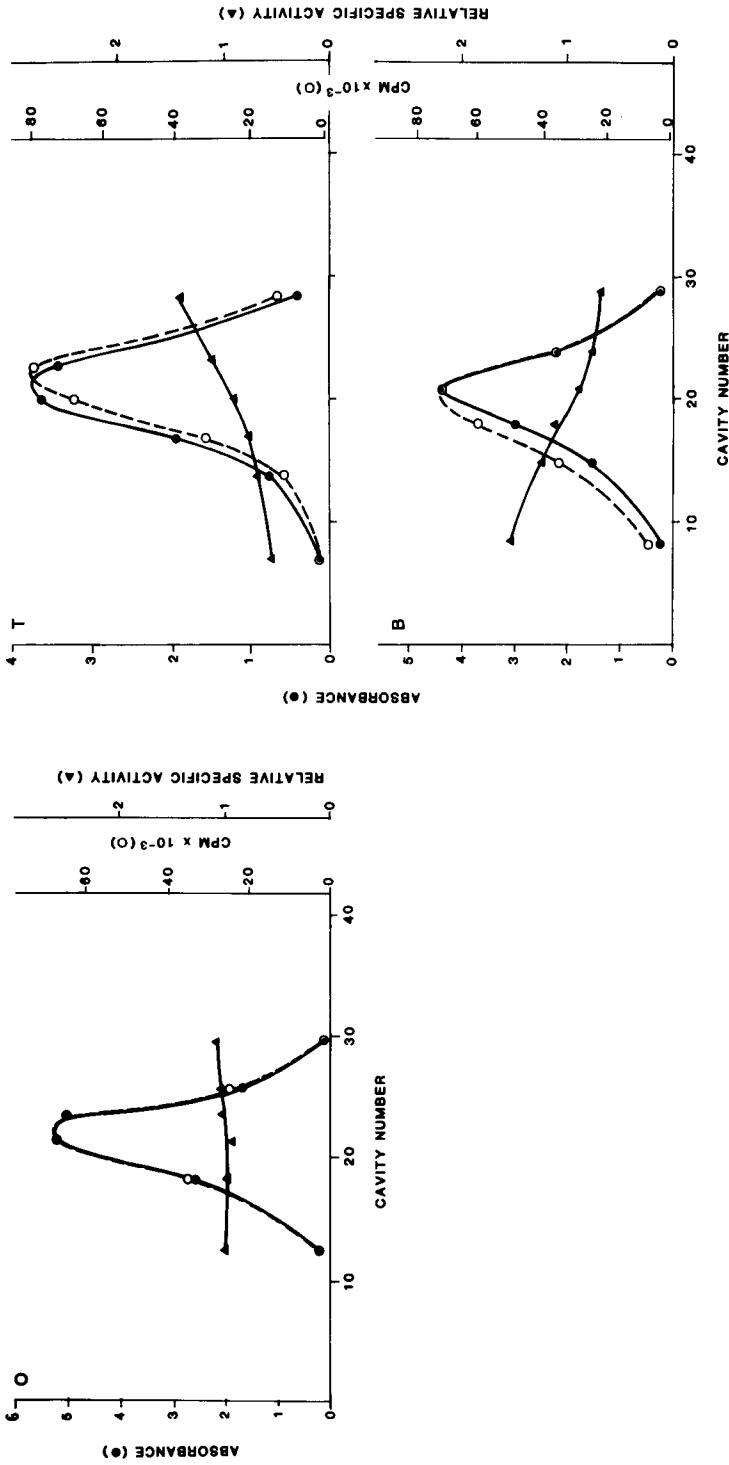 O
ABSORBANCE (●)
6 5 4 3 2 1 0
10 20 30 40
CAVITY NUMBER
60 40 20 0
CPM x 10⁻³ (O)
2 1 0
RELATIVE SPECIFIC ACTIVITY (▲)
T
4 3 2 1 0
80 60 40 20 0
CPM x10⁻³ (O)
2 1 0
RELATIVE SPECIFIC ACTIVITY (▲)
ABSORBANCE (●)
B
5 4 3 2 1 0
10 20 30 40
CAVITY NUMBER
80 60 40 20 0
2 1 0